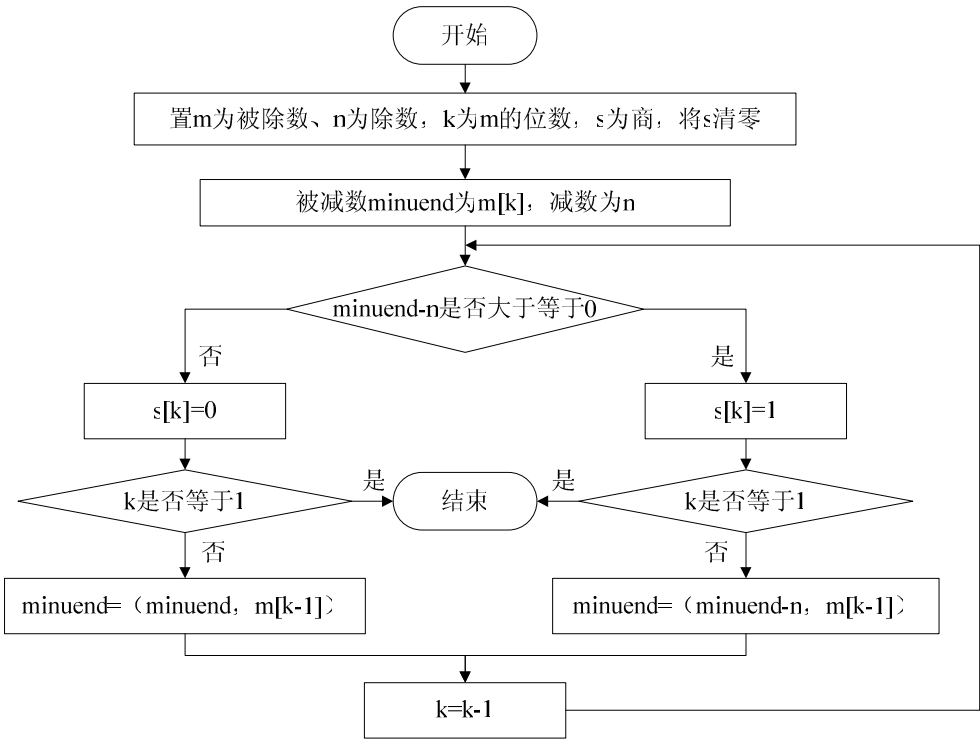 开始
置m为被除数、n为除数，k为m的位数，s为商，将s清零
被减数minuend为m[k]，减数为n
minuend-n是否大于等于0
否
是
s[k]=0
s[k]=1
k是否等于1
是
结束
是
k是否等于1
否
否
minuend=（minuend，m[k-1]）
minuend=（minuend-n，m[k-1]）
k=k-1